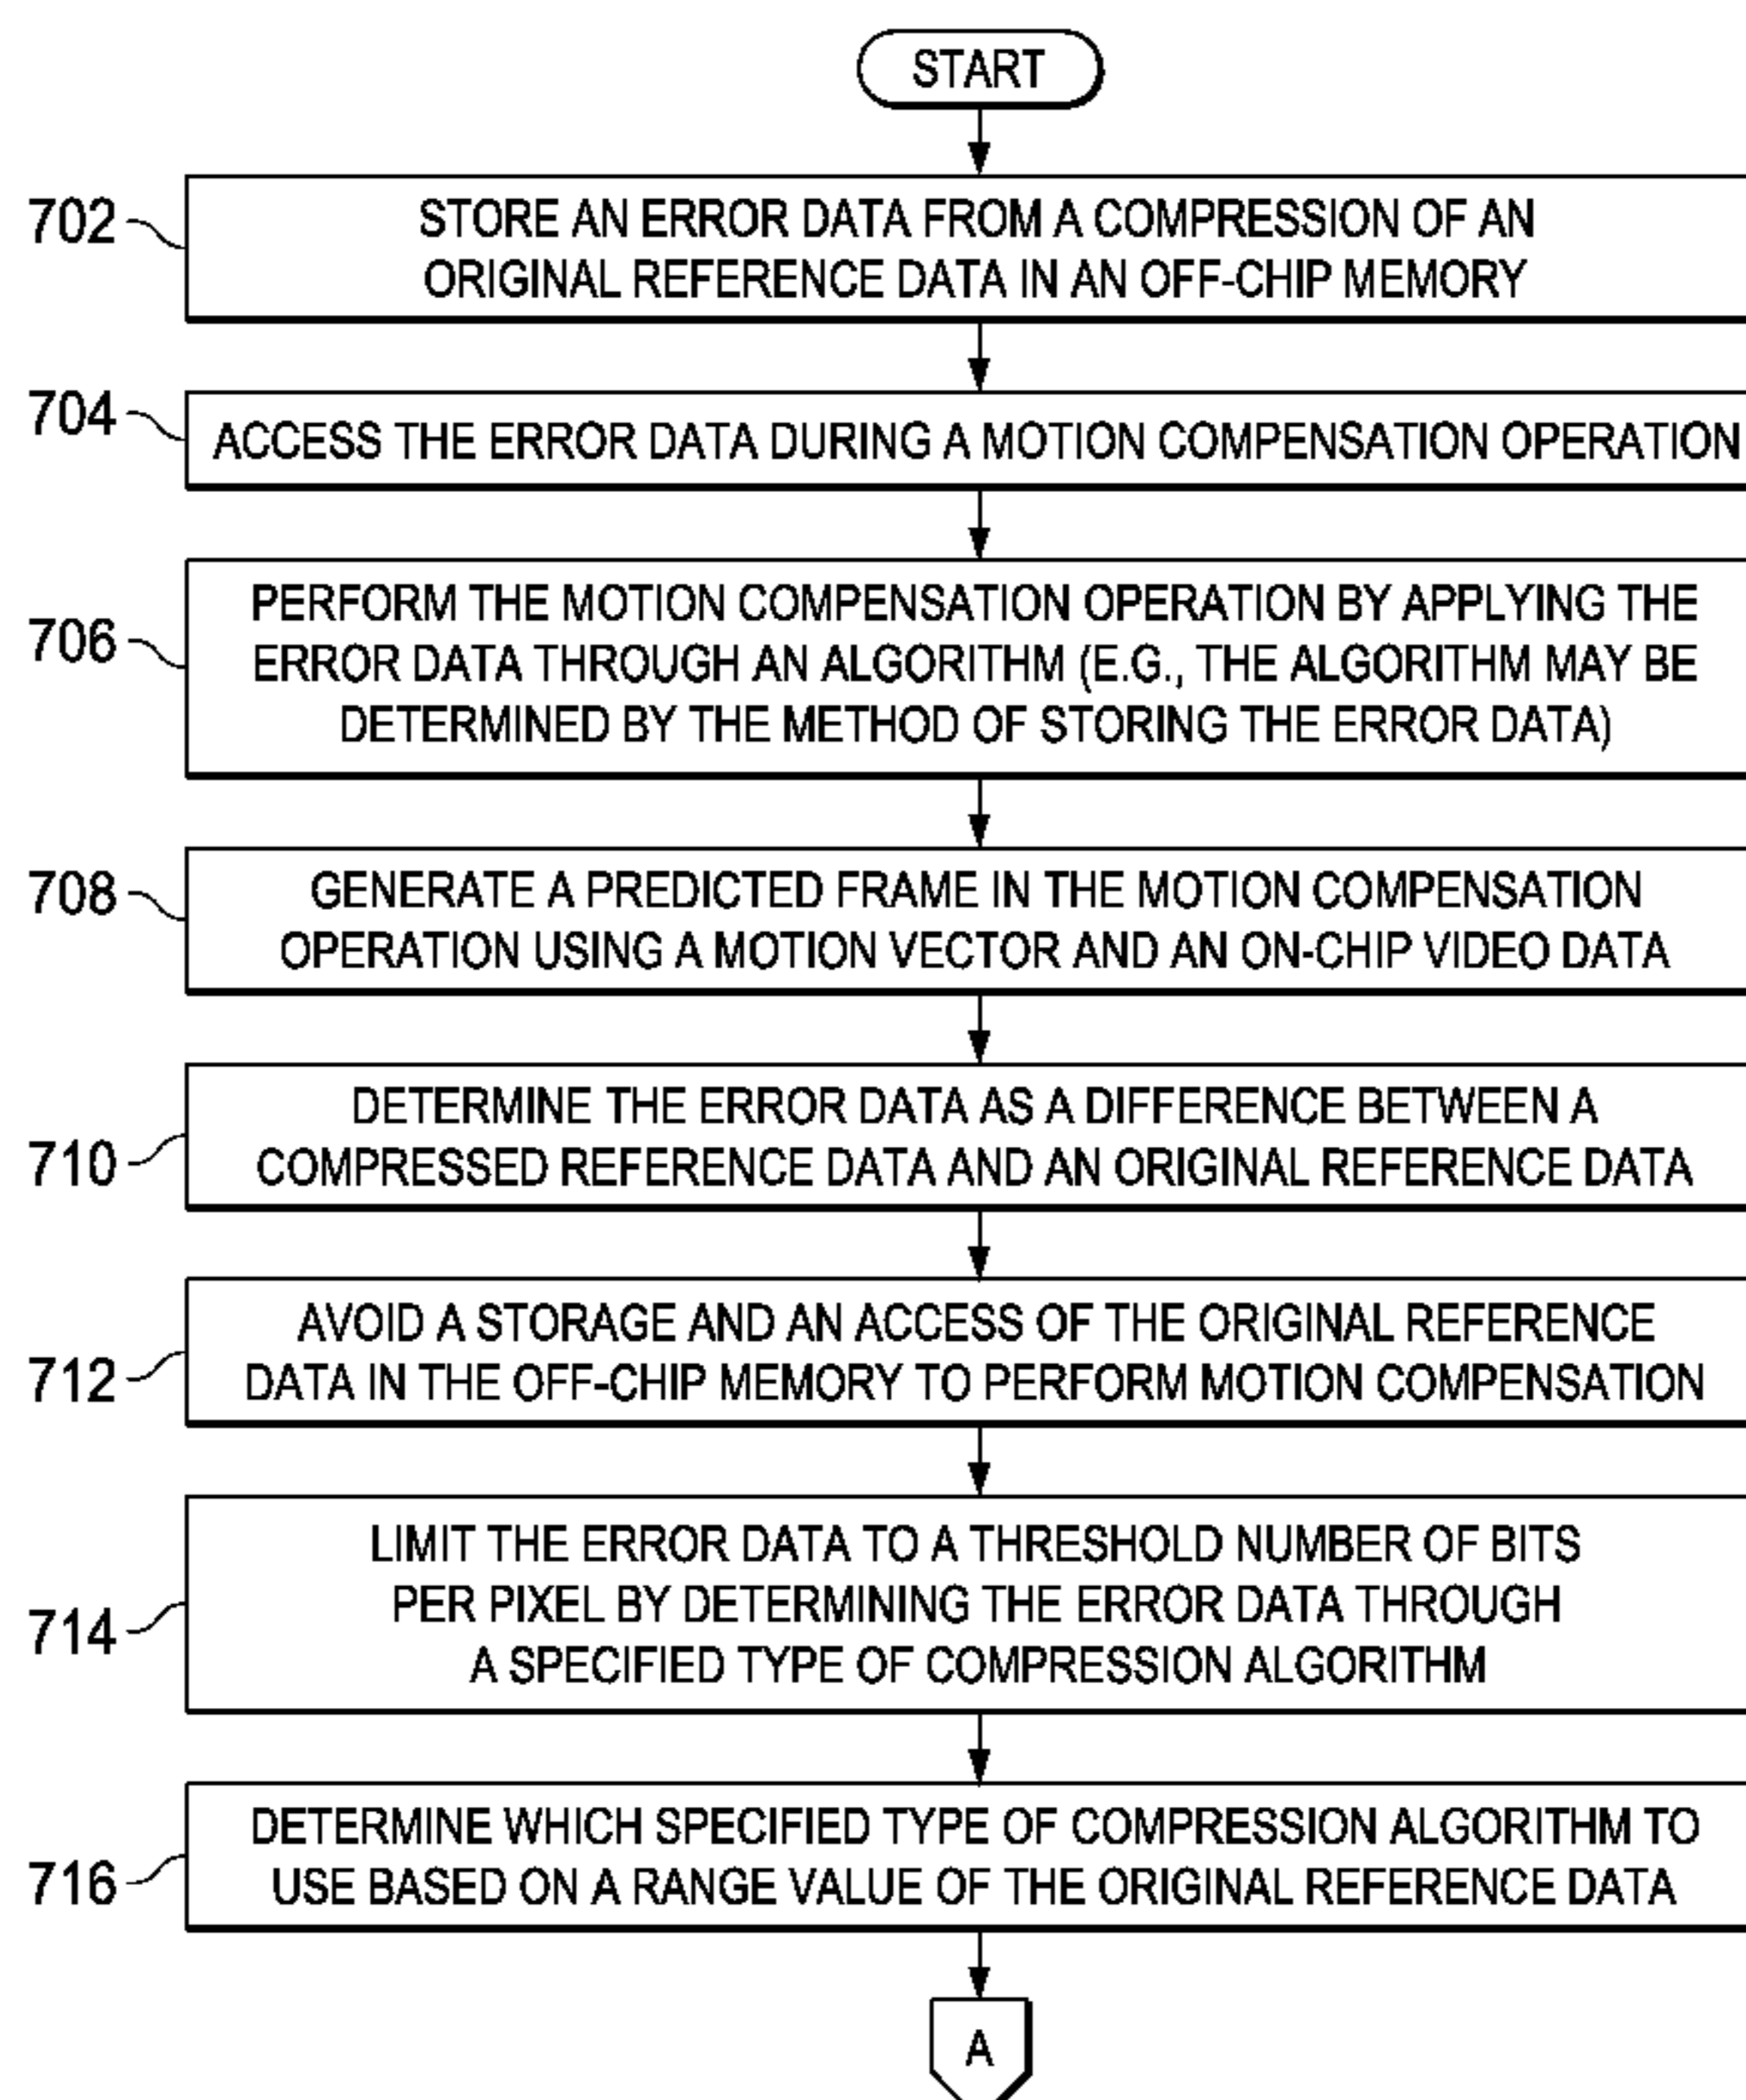 START
702
STORE AN ERROR DATA FROM A COMPRESSION OF AN
ORIGINAL REFERENCE DATA IN AN OFF-CHIP MEMORY
704
ACCESS THE ERROR DATA DURING A MOTION COMPENSATION OPERATION
706
PERFORM THE MOTION COMPENSATION OPERATION BY APPLYING THE
ERROR DATA THROUGH AN ALGORITHM (E.G., THE ALGORITHM MAY BE
DETERMINED BY THE METHOD OF STORING THE ERROR DATA)
708
GENERATE A PREDICTED FRAME IN THE MOTION COMPENSATION
OPERATION USING A MOTION VECTOR AND AN ON-CHIP VIDEO DATA
710
DETERMINE THE ERROR DATA AS A DIFFERENCE BETWEEN A
COMPRESSED REFERENCE DATA AND AN ORIGINAL REFERENCE DATA
712
AVOID A STORAGE AND AN ACCESS OF THE ORIGINAL REFERENCE
DATA IN THE OFF-CHIP MEMORY TO PERFORM MOTION COMPENSATION
714
LIMIT THE ERROR DATA TO A THRESHOLD NUMBER OF BITS
PER PIXEL BY DETERMINING THE ERROR DATA THROUGH
A SPECIFIED TYPE OF COMPRESSION ALGORITHM
716
DETERMINE WHICH SPECIFIED TYPE OF COMPRESSION ALGORITHM TO
USE BASED ON A RANGE VALUE OF THE ORIGINAL REFERENCE DATA
A